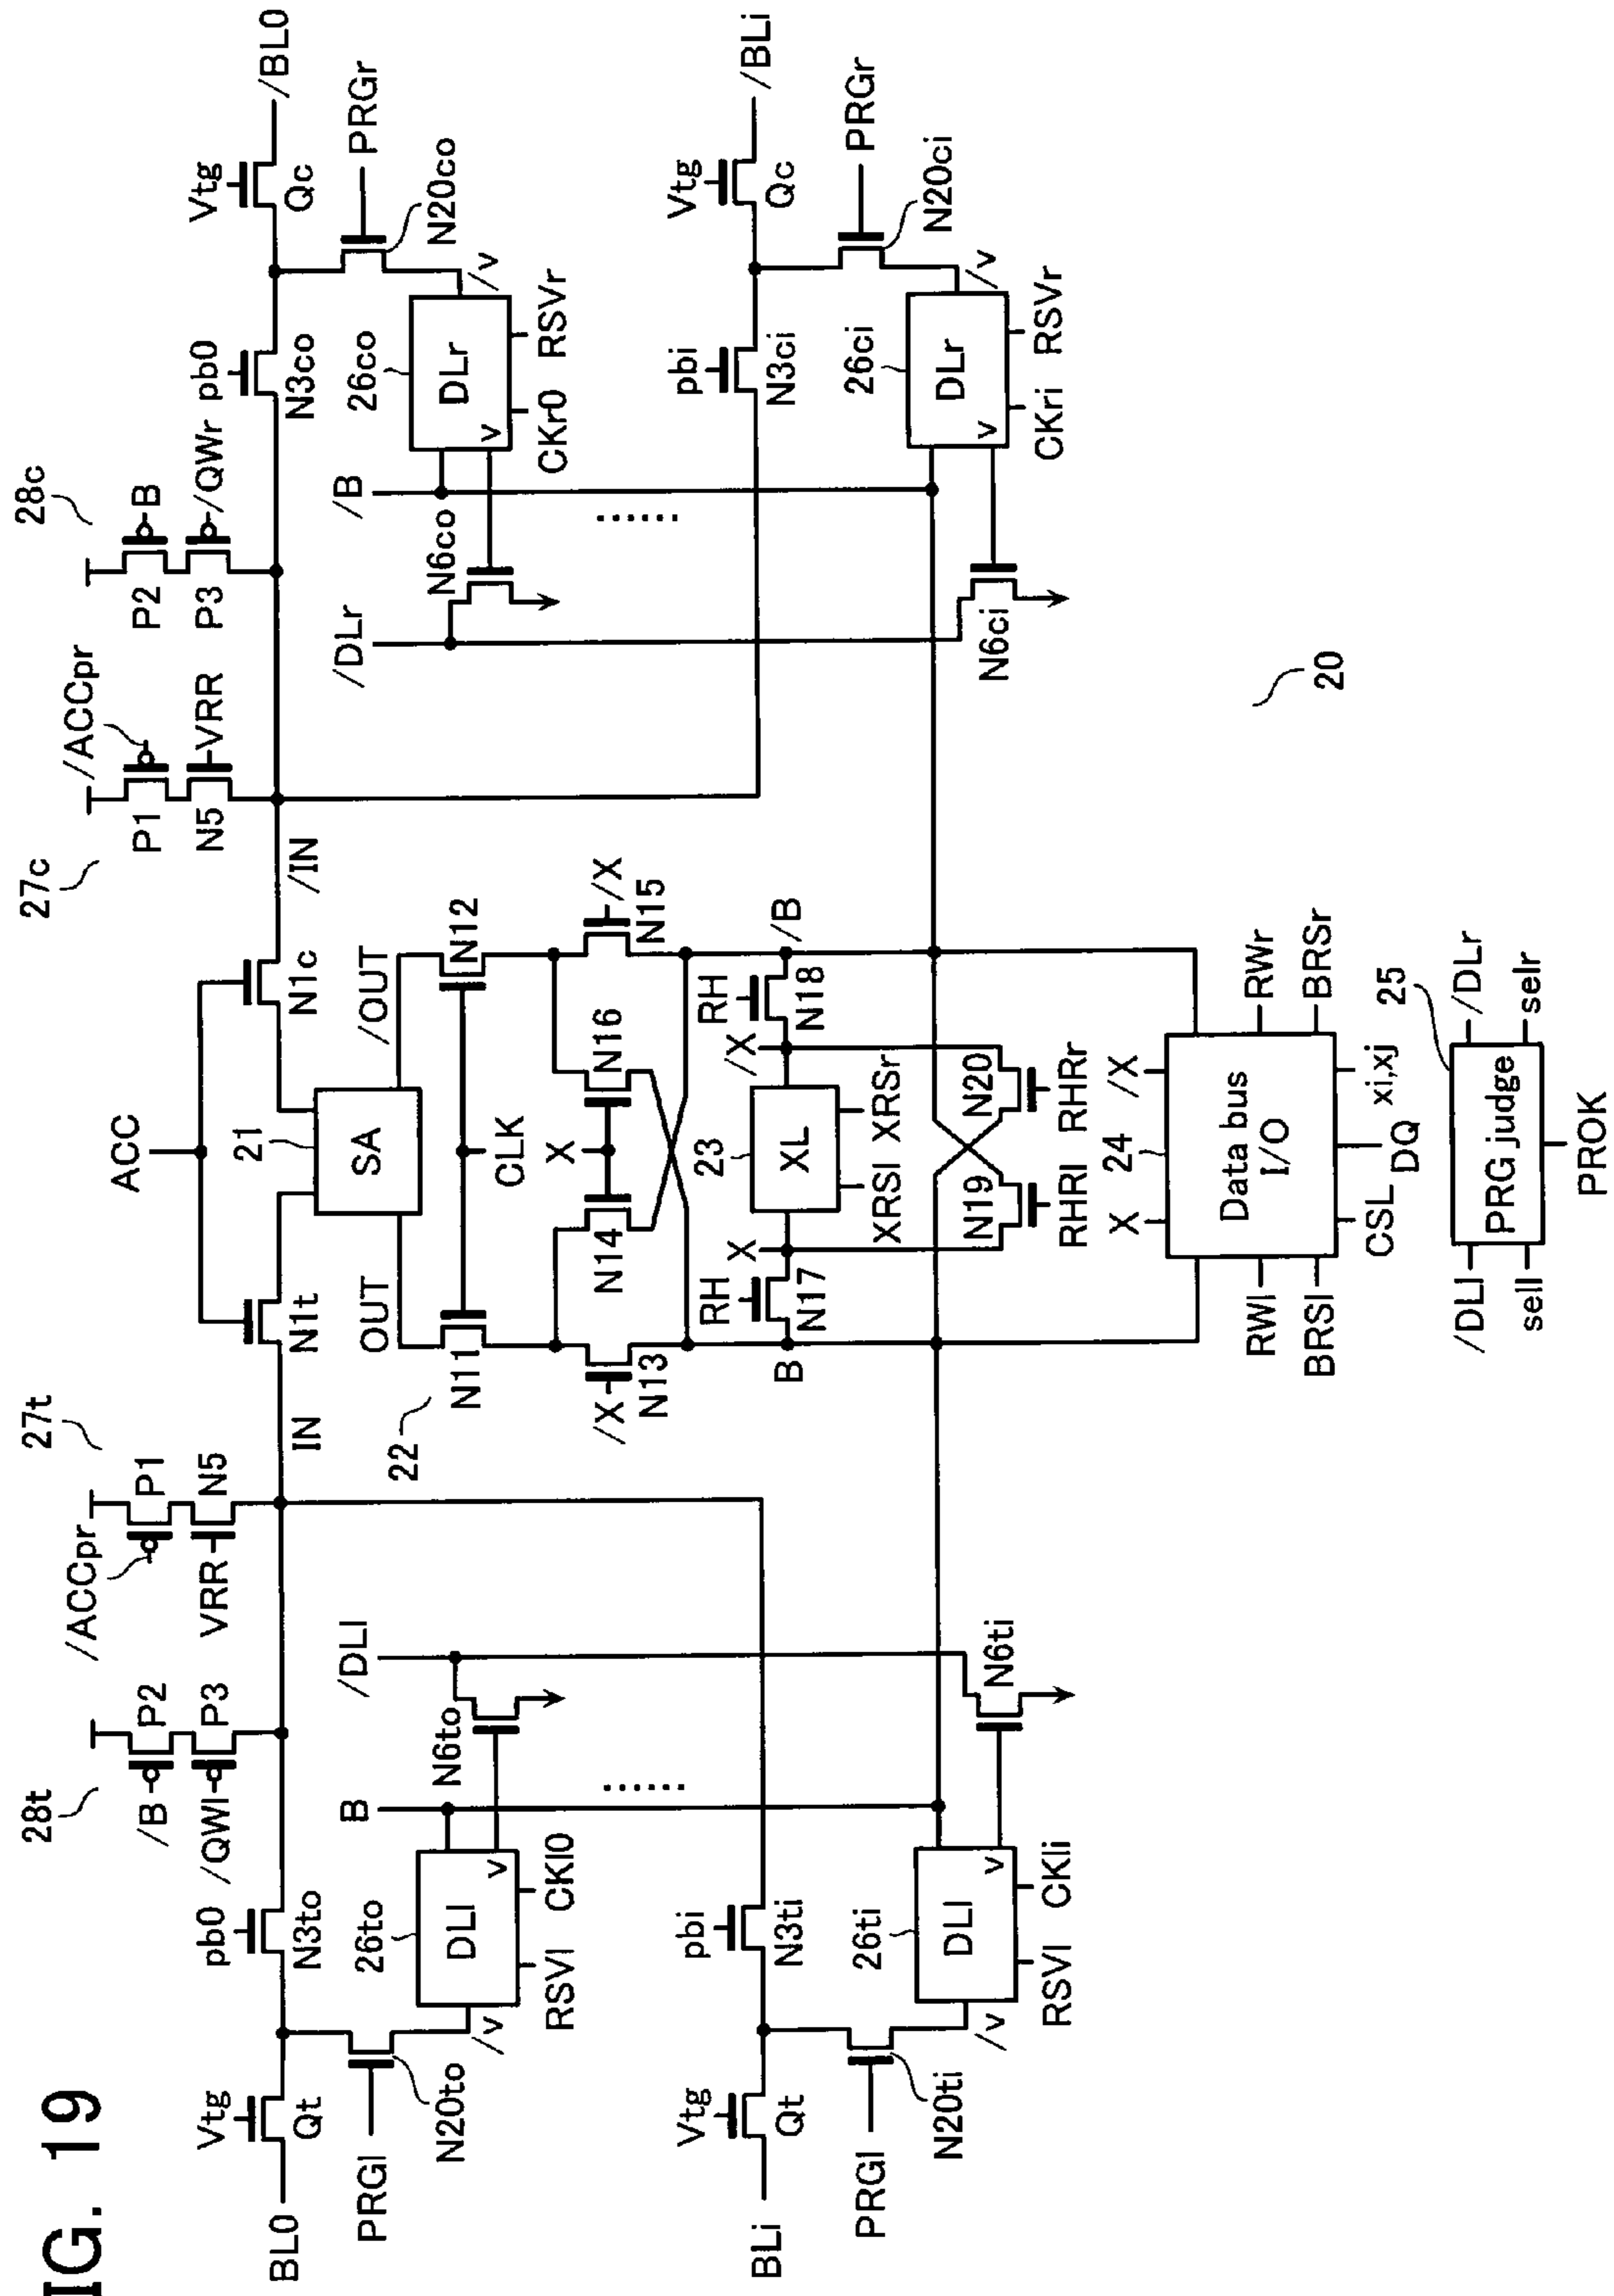 IG. 19
28t
27t
27c
28c
/ACCpr
/ACCpr
ACC
/B
P2
P1
P1
P2
B
Vtg
pb0
/QWl
P3
VRR
N5
N1t
N1c
N5
VRR
P3
/QWr
pb0
Vtg
BL0
Qt
N3to
IN
/IN
N3co
Qc
/BL0
PRGl
N20to
26to
DLl
v
/v
RSVl
CKl0
B
N6to
/DLl
21
SA
OUT
/OUT
22
N11
N12
CLK
/DLr
N6co
/B
26co
DLr
v
/v
CKr0
RSVr
N20co
PRGr
/X
N13
N14
X
N16
N15
/X
......
......
Vtg
pbi
pbi
Vtg
BLi
Qt
N3ti
N3ci
Qc
/BLi
B
RH
N17
X
23
XL
XRSl
XRSr
/X
RH
N18
/B
PRGl
N20ti
26ti
DLl
v
/v
RSVl
CKli
N6ti
N19
N20
RHRl
RHRr
N6ci
26ci
DLr
v
/v
CKri
RSVr
N20ci
PRGr
X
24
/X
Data bus
I/O
RWl
RWr
BRSl
BRSr
CSL
DQ
xi,xj
20
25
/DLl
PRG judge
/DLr
sell
selr
PROK